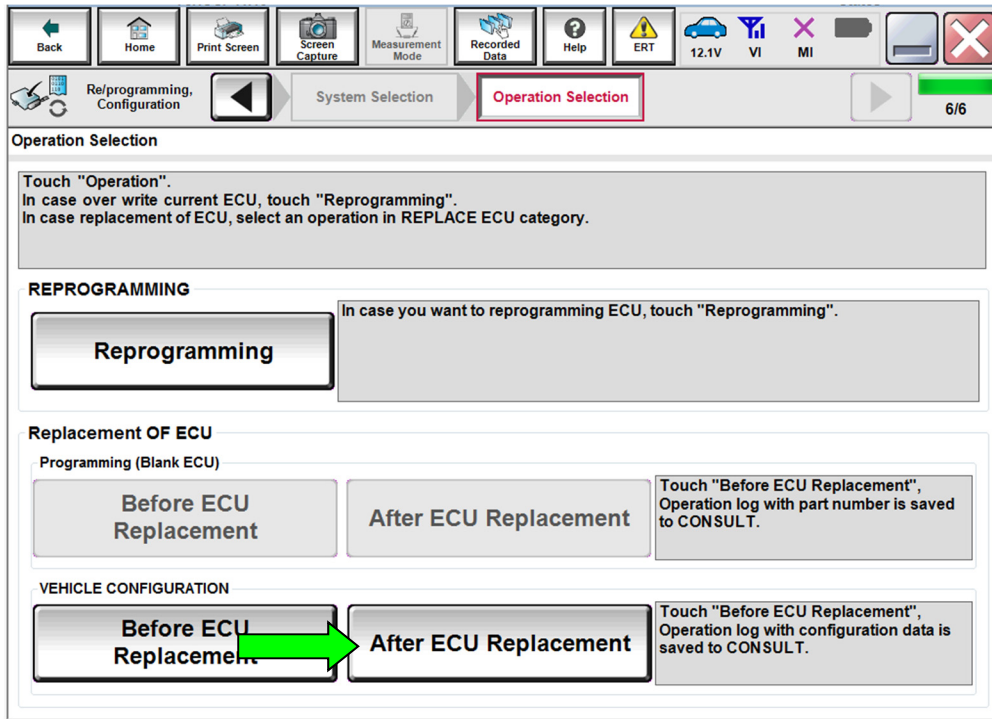 Back
Home
Print Screen
Screen
Capture
Measurement
Mode
Recorded
Data
Help
ERT
12.1V
VI
MI
Re/programming,
Configuration
System Selection
Operation Selection
6/6
Operation Selection
Touch "Operation".
In case over write current ECU, touch "Reprogramming".
In case replacement of ECU, select an operation in REPLACE ECU category.
REPROGRAMMING
Reprogramming
In case you want to reprogramming ECU, touch "Reprogramming".
Replacement OF ECU
Programming (Blank ECU)
Before ECU
Replacement
After ECU Replacement
Touch "Before ECU Replacement",
Operation log with part number is saved
to CONSULT.
VEHICLE CONFIGURATION
Before ECU
Replacement
After ECU Replacement
Touch "Before ECU Replacement",
Operation log with configuration data is
saved to CONSULT.